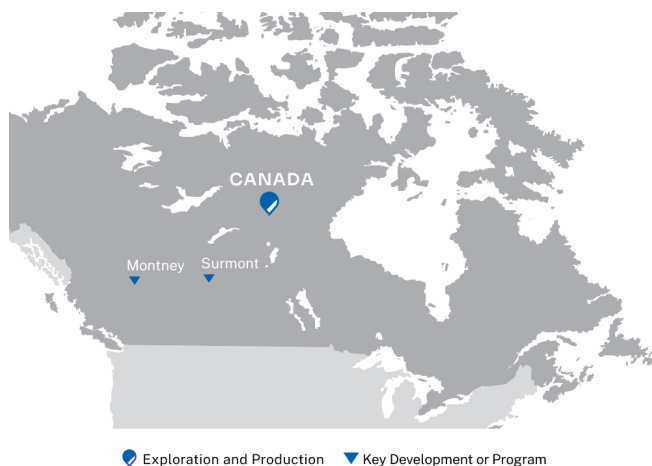 CANADA
Montney
Surmont
Exploration and Production
Key Development or Program